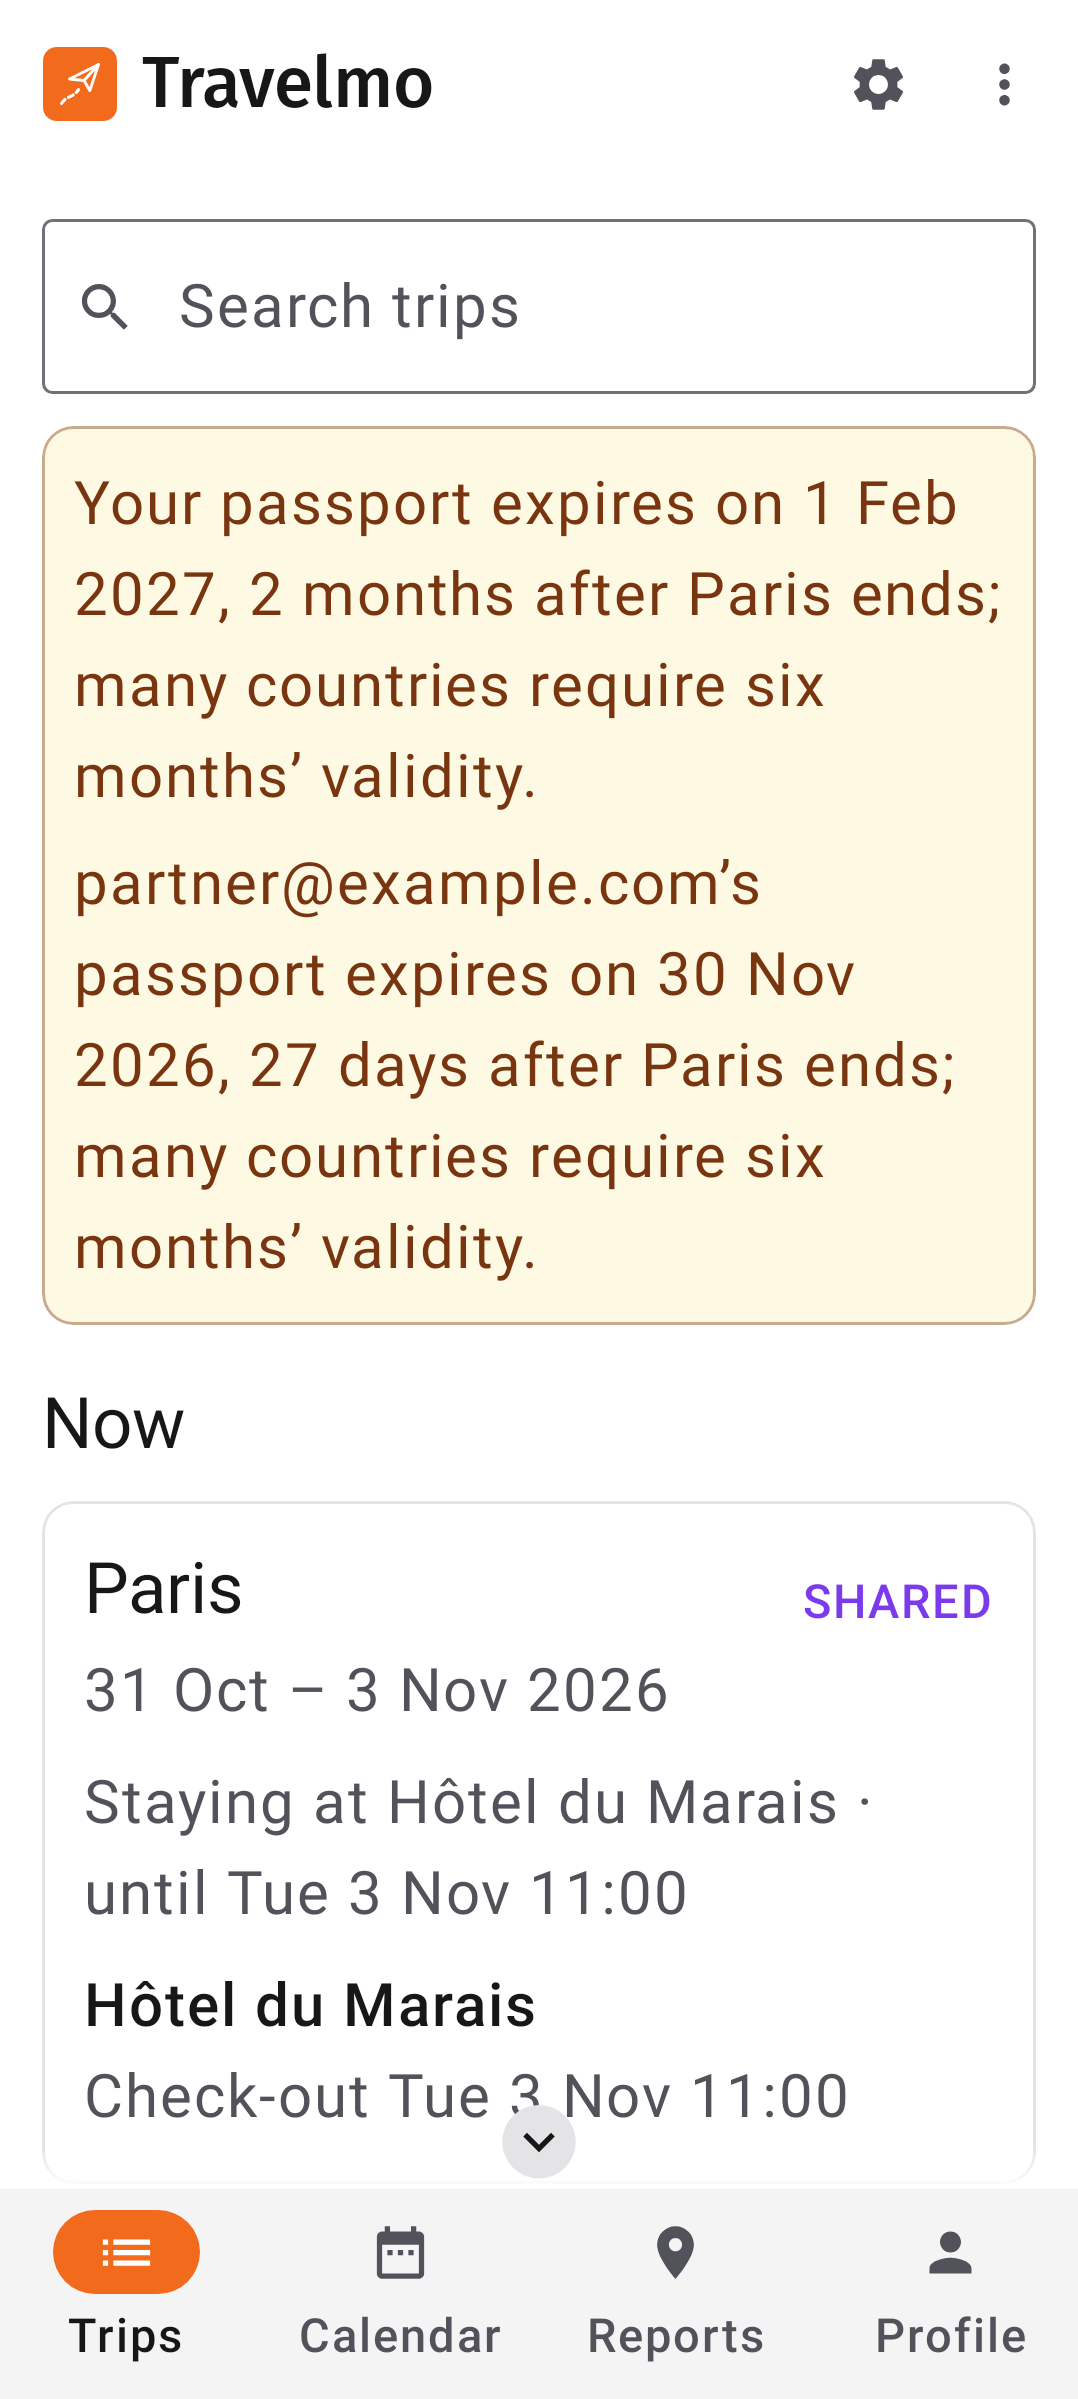 Travelmo
Search trips
Your passport expires on 1 Feb
2027, 2 months after Paris ends;
many countries require six
months’ validity.
partner@example.com’s
passport expires on 30 Nov
2026, 27 days after Paris ends;
many countries require six
months’ validity.
Now
Paris
SHARED
31 Oct – 3 Nov 2026
Staying at Hôtel du Marais ·
until Tue 3 Nov 11:00
Hôtel du Marais
Check-out Tue 3 Nov 11:00
Trips
Calendar
Reports
Profile